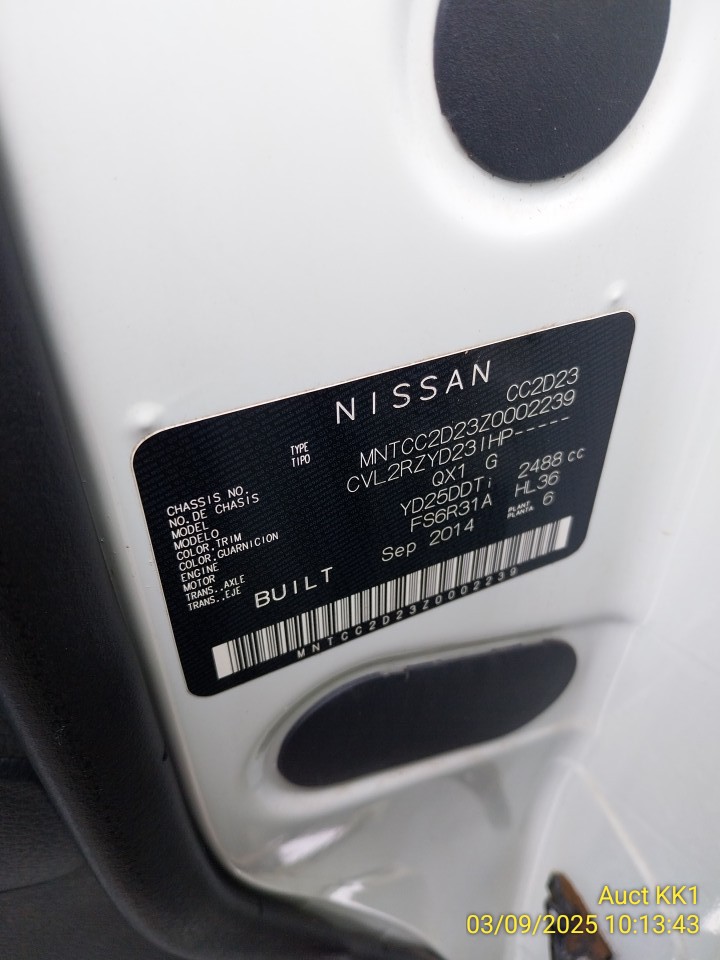 NISSAN
TYPE
TIPO
CC2D23
CHASSIS NO.
NO.DE CHASIS
MNTCC2D23Z0002239
MODEL
MODELO
CVL2RZYD23IHP-----
COLOR,TRIM
COLOR,GUARNICION
QX1 G
ENGINE
MOTOR
YD25DDTi 2488 cc
TRANS.,AXLE
TRANS.,EJE
FS6R31A HL36
BUILT Sep 2014
PLANT
PLANTA 6
MNTCC2D23Z0002239
Auct KK1
03/09/2025 10:13:43